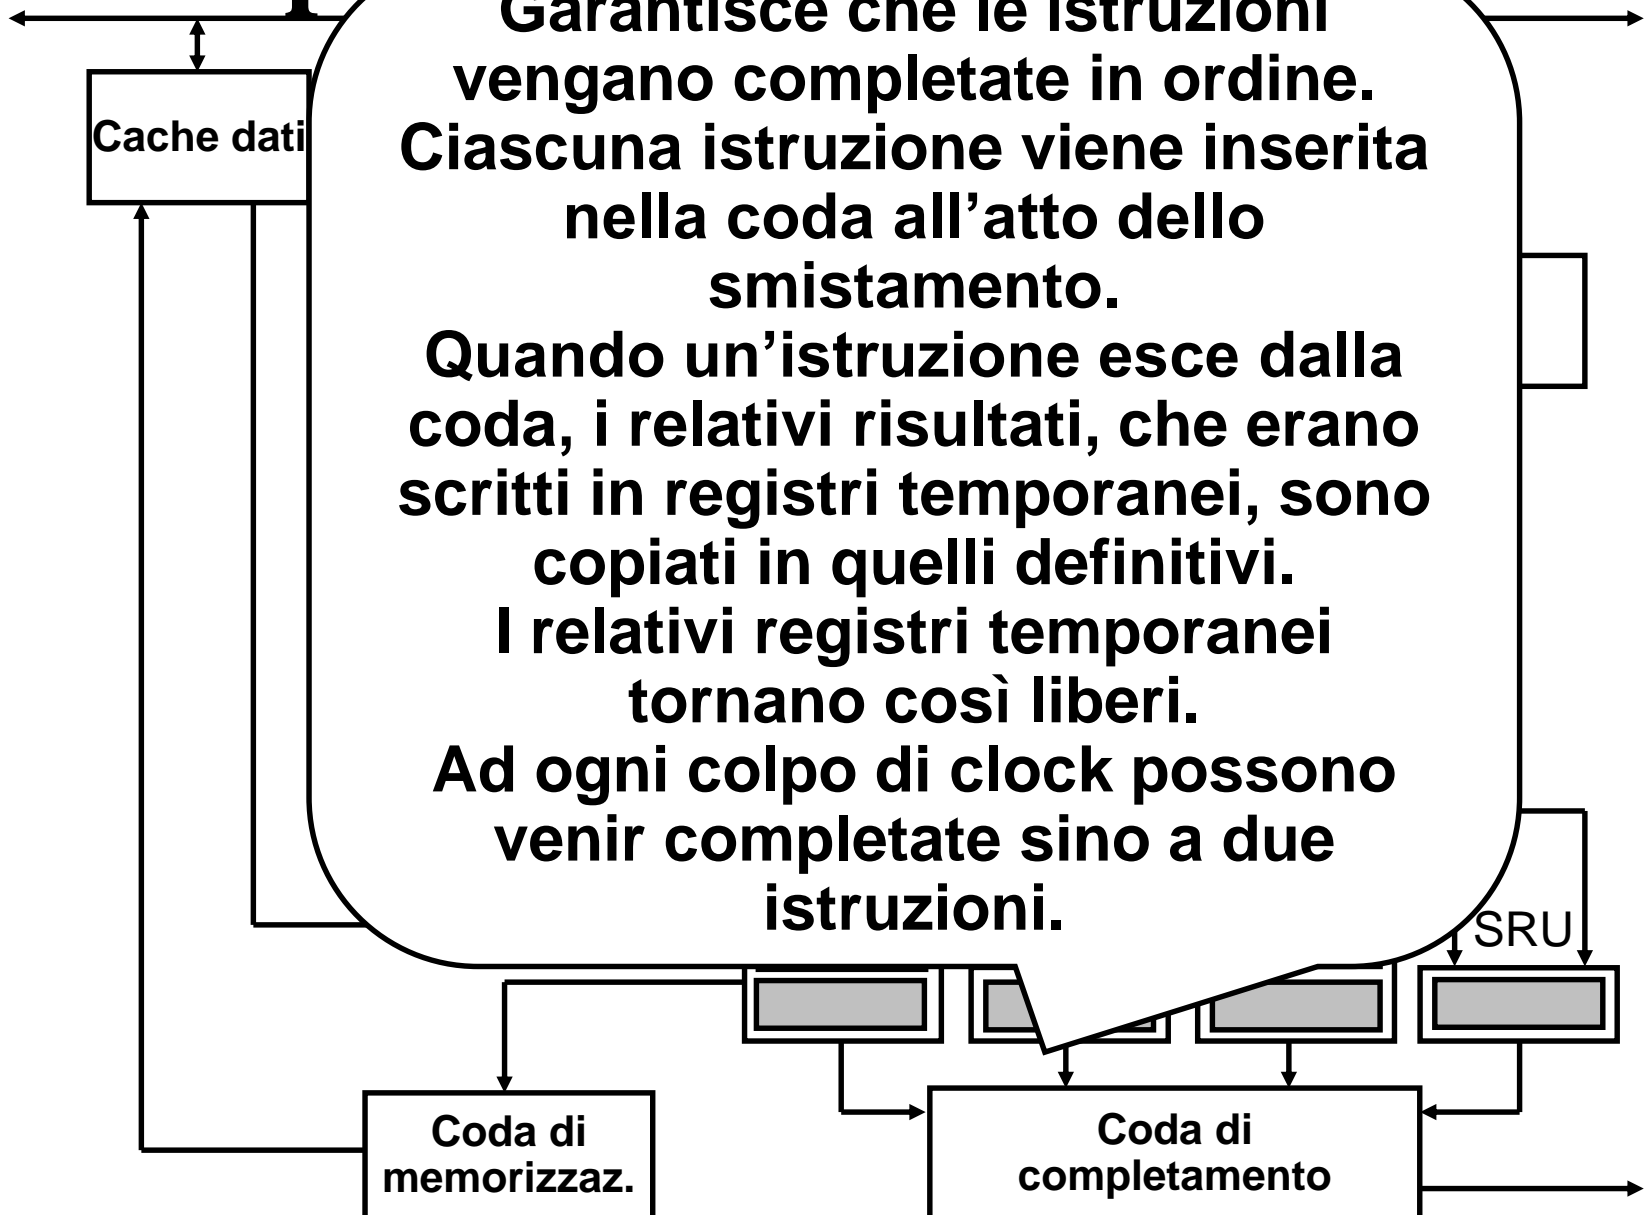 Garantisce che le istruzioni
vengano completate in ordine.
Ciascuna istruzione viene inserita
nella coda all’atto dello
smistamento.
Quando un’istruzione esce dalla
coda, i relativi risultati, che erano
scritti in registri temporanei, sono
copiati in quelli definitivi.
I relativi registri temporanei
tornano così liberi.
Ad ogni colpo di clock possono
venir completate sino a due
istruzioni.
Cache dati
SRU
Coda di
memorizzaz.
Coda di
completamento